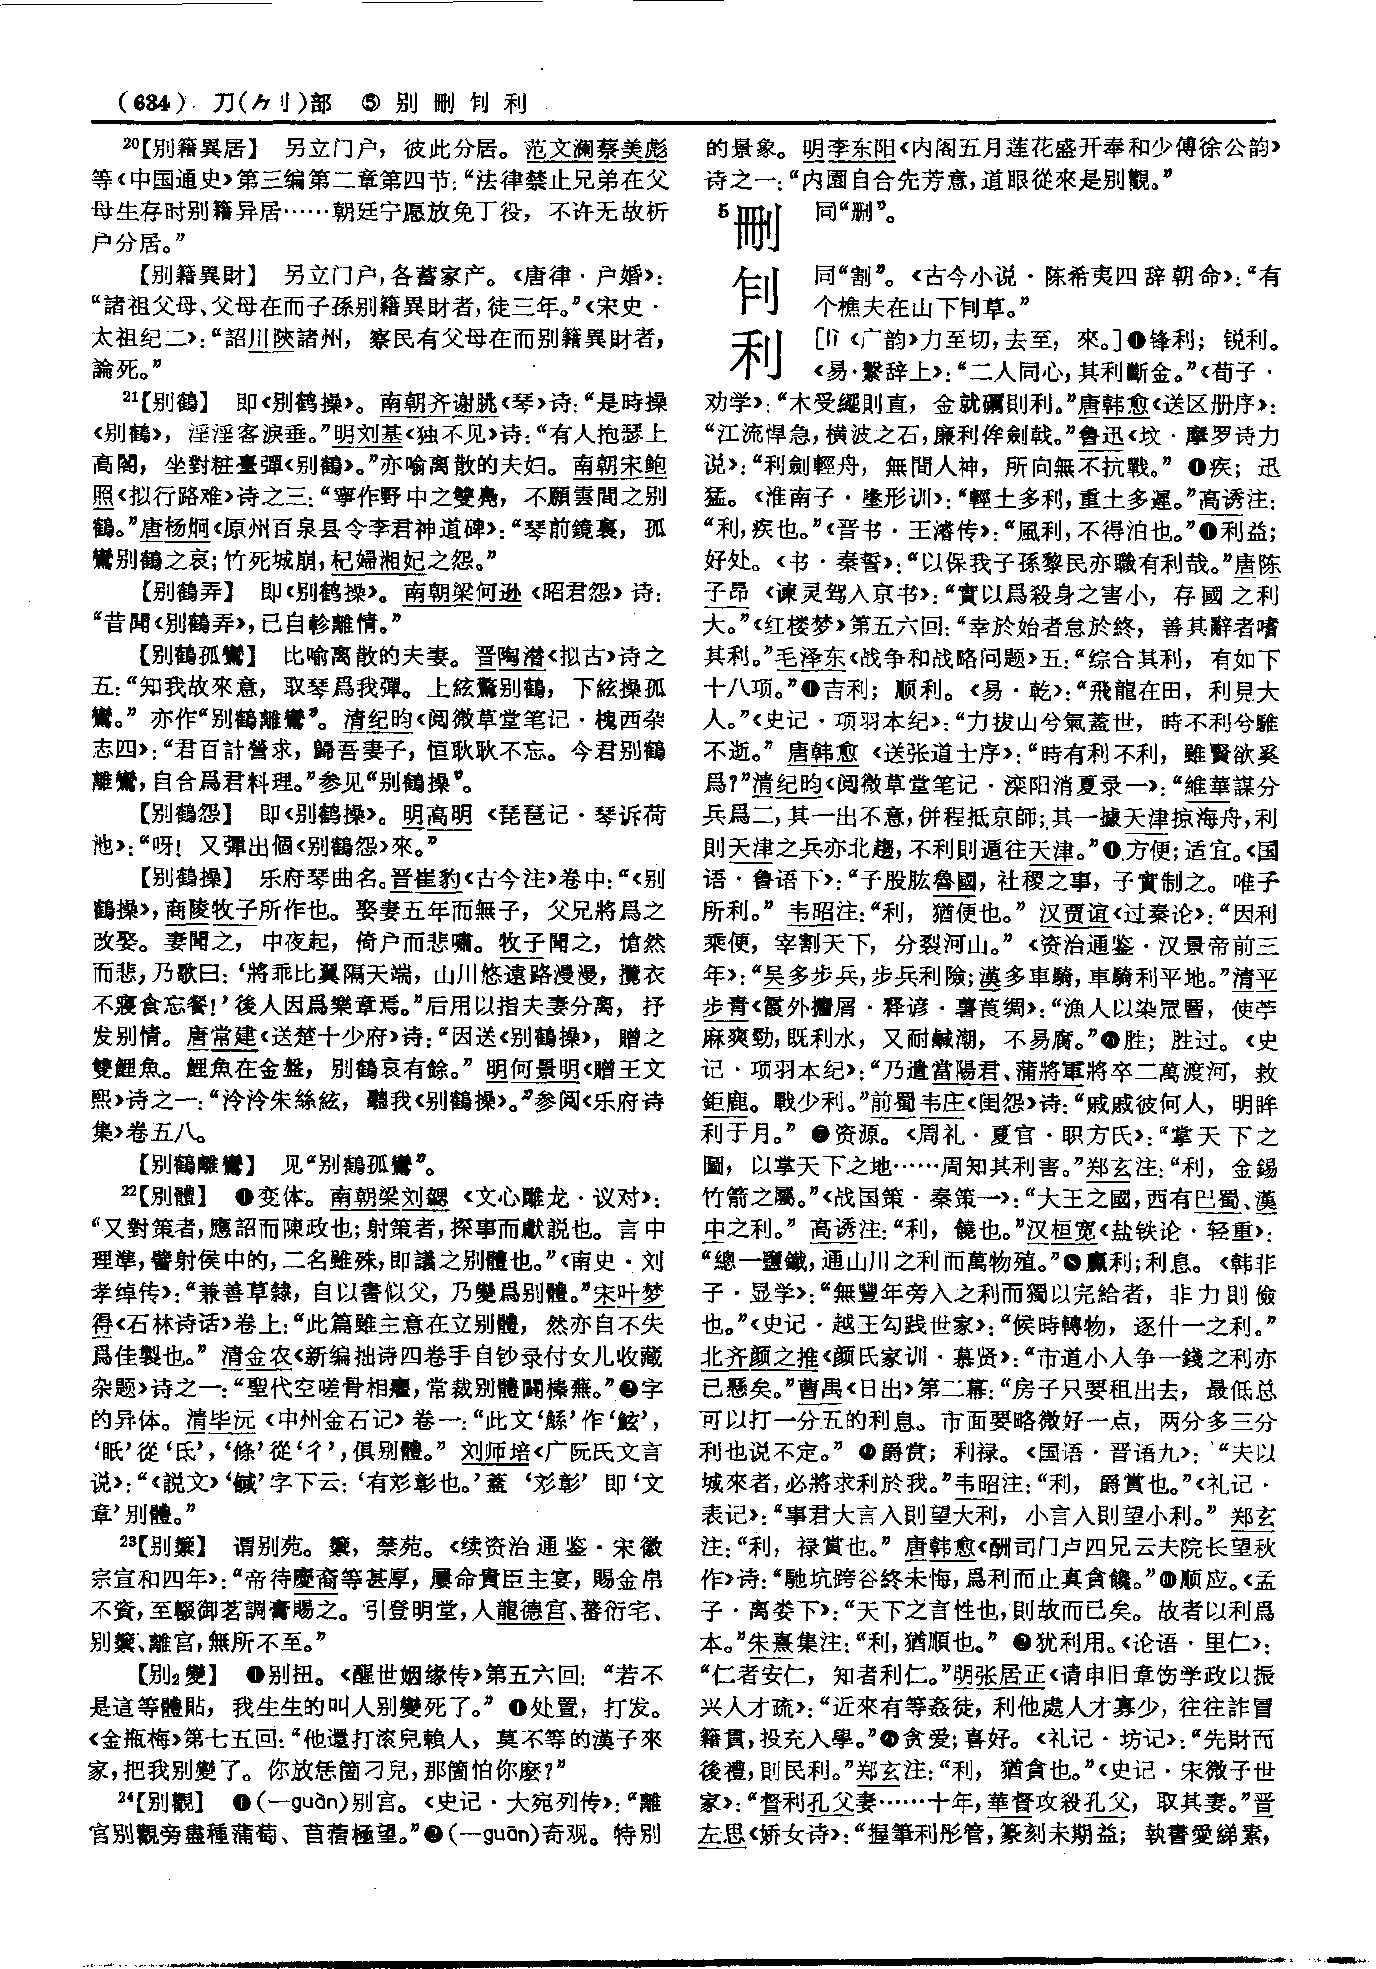 (634) 刀(⺈刂)部 ⑤ 别 刪 刉 利
20【别籍異居】 另立门户，彼此分居。范文澜蔡美彪
等《中国通史》第三编第二章第四节：“法律禁止兄弟在父
母生存时别籍异居……朝廷宁愿放免丁役，不许无故析
户分居。”
【别籍異財】 另立门户，各蓄家产。《唐律·户婚》：
“諸祖父母、父母在而子孫别籍異財者，徒三年。”《宋史·
太祖纪二》：“詔川陝諸州，察民有父母在而别籍異財者，
論死。”
21【别鶴】 即《别鹤操》。南朝齐谢朓《琴》诗：“是時操
《别鶴》，淫淫客淚垂。”明刘基《独不见》诗：“有人抱瑟上
高閣，坐對粧臺彈《别鶴》。”亦喻离散的夫妇。南朝宋鲍
照《拟行路难》诗之三：“寧作野中之雙鳧，不願雲間之别
鶴。”唐杨炯《原州百泉县令李君神道碑》：“琴前鏡裏，孤
鸞别鶴之哀；竹死城崩，杞婦湘妃之怨。”
【别鶴弄】 即《别鹤操》。南朝梁何逊《昭君怨》诗：
“昔聞《别鶴弄》，已自軫離情。”
【别鶴孤鸞】 比喻离散的夫妻。晋陶潜《拟古》诗之
五：“知我故來意，取琴爲我彈。上絃驚别鶴，下絃操孤
鸞。”亦作“别鶴離鸞”。清纪昀《阅微草堂笔记·槐西杂
志四》：“君百計營求，歸吾妻子，恒耿耿不忘。今君别鶴
離鸞，自合爲君料理。”参见“别鶴操”。
【别鶴怨】 即《别鹤操》。明高明《琵琶记·琴诉荷
池》：“呀！又彈出個《别鶴怨》來。”
【别鶴操】 乐府琴曲名。晋崔豹《古今注》卷中：“《别
鶴操》，商陵牧子所作也。娶妻五年而無子，父兄將爲之
改娶。妻聞之，中夜起，倚户而悲嘯。牧子聞之，愴然
而悲，乃歌曰：‘將乖比翼隔天端，山川悠遠路漫漫，攬衣
不寢食忘餐！’後人因爲樂章焉。”后用以指夫妻分离，抒
发别情。唐常建《送楚十少府》诗：“因送《别鶴操》，贈之
雙鯉魚。鯉魚在金盤，别鶴哀有餘。”明何景明《赠王文
熙》诗之一：“泠泠朱絲絃，聽我《别鶴操》。”参阅《乐府诗
集》卷五八。
【别鶴離鸞】 见“别鶴孤鸞”。
22【别體】 ❶变体。南朝梁刘勰《文心雕龙·议对》：
“又對策者，應詔而陳政也；射策者，探事而獻説也。言中
理準，譬射侯中的，二名雖殊，即議之别體也。”《南史·刘
孝绰传》：“兼善草隸，自以書似父，乃變爲别體。”宋叶梦
得《石林诗话》卷上：“此篇雖主意在立别體，然亦自不失
爲佳製也。”清金农《新编拙诗四卷手自钞录付女儿收藏
杂题》诗之一：“聖代空嗟骨相癯，常裁别體闢榛蕪。”❷字
的异体。清毕沅《中州金石记》卷一：“此文‘繇’作‘䌛’，
‘眠’從‘氐’，‘條’從‘彳’，俱别體。”刘师培《广阮氏文言
说》：“《説文》‘馘’字下云：‘有彣彰也。’蓋‘彣彰’即‘文
章’别體。”
23【别籞】 谓别苑。籞，禁苑。《续资治通鉴·宋徽
宗宣和四年》：“帝待慶裔等甚厚，屢命貴臣主宴，賜金帛
不資，至輟御茗調膏賜之。引登明堂，入龍德宫、蕃衍宅、
别籞、離宫，無所不至。”
【别₂變】 ❶别扭。《醒世姻缘传》第五六回：“若不
是這等體貼，我生生的叫人别變死了。”❷处置，打发。
《金瓶梅》第七五回：“他還打滚兒賴人，莫不等的漢子來
家，把我别變了。你放恁箇刁兒，那箇怕你麽？”
24【别觀】 ❶(—guān)别宫。《史记·大宛列传》：“離
宫别觀旁盡種蒲萄、苜蓿極望。”❷(—guān)奇观。特别
的景象。明李东阳《内阁五月莲花盛开奉和少傅徐公韵》
诗之一：“内園自合先芳意，道眼從來是别觀。”
5刪 同“删”。
刉 同“割”。《古今小说·陈希夷四辞朝命》：“有
个樵夫在山下刉草。”
利 [lì《广韵》力至切，去至，來。]❶锋利；锐利。
《易·繫辞上》：“二人同心，其利斷金。”《荀子·
劝学》：“木受繩則直，金就礪則利。”唐韩愈《送区册序》：
“江流悍急，橫波之石，廉利侔劍戟。”鲁迅《坟·摩罗诗力
说》：“利劍輕舟，無間人神，所向無不抗戰。”❷疾；迅
猛。《淮南子·墬形训》：“輕土多利，重土多遲。”高诱注：
“利，疾也。”《晋书·王濬传》：“風利，不得泊也。”❸利益；
好处。《书·秦誓》：“以保我子孫黎民亦職有利哉。”唐陈
子昂《谏灵驾入京书》：“實以爲殺身之害小，存國之利
大。”《红楼梦》第五六回：“幸於始者怠於終，善其辭者嗜
其利。”毛泽东《战争和战略问题》五：“综合其利，有如下
十八项。”❹吉利；顺利。《易·乾》：“飛龍在田，利見大
人。”《史记·项羽本纪》：“力拔山兮氣蓋世，時不利兮騅
不逝。”唐韩愈《送张道士序》：“時有利不利，雖賢欲奚
爲？”清纪昀《阅微草堂笔记·滦阳消夏录一》：“維華謀分
兵爲二，其一出不意，併程抵京師；其一據天津掠海舟，利
則天津之兵亦北趨，不利則遁往天津。”❺方便；适宜。《国
语·鲁语下》：“子股肱魯國，社稷之事，子實制之。唯子
所利。”韦昭注：“利，猶便也。”汉贾谊《过秦论》：“因利
乘便，宰割天下，分裂河山。”《资治通鉴·汉景帝前三
年》：“吴多步兵，步兵利險；漢多車騎，車騎利平地。”清平
步青《霞外攟屑·释谚·薯莨绸》：“漁人以染罛罾，使苧
麻爽勁，既利水，又耐鹹潮，不易腐。”❻胜；胜过。《史
记·项羽本纪》：“乃遣當陽君、蒲將軍將卒二萬渡河，救
鉅鹿。戰少利。”前蜀韦庄《闺怨》诗：“戚戚彼何人，明眸
利于月。”❼资源。《周礼·夏官·职方氏》：“掌天下之
圖，以掌天下之地……周知其利害。”郑玄注：“利，金錫
竹箭之屬。”《战国策·秦策一》：“大王之國，西有巴蜀、漢
中之利。”高诱注：“利，饒也。”汉桓宽《盐铁论·轻重》：
“總一鹽鐵，通山川之利而萬物殖。”❽赢利；利息。《韩非
子·显学》：“無豐年旁入之利而獨以完給者，非力則儉
也。”《史记·越王勾践世家》：“候時轉物，逐什一之利。”
北齐颜之推《颜氏家训·慕贤》：“市道小人争一錢之利亦
已懸矣。”曹禺《日出》第二幕：“房子只要租出去，最低总
可以打一分五的利息。市面要略微好一点，两分多三分
利也说不定。”❾爵赏；利禄。《国语·晋语九》：“夫以
城來者，必將求利於我。”韦昭注：“利，爵賞也。”《礼记·
表记》：“事君大言入則望大利，小言入則望小利。”郑玄
注：“利，禄賞也。”唐韩愈《酬司门卢四兄云夫院长望秋
作》诗：“馳坑跨谷終未悔，爲利而止真貪饞。”❿顺应。《孟
子·离娄下》：“天下之言性也，則故而已矣。故者以利爲
本。”朱熹集注：“利，猶順也。”⓬犹利用。《论语·里仁》：
“仁者安仁，知者利仁。”明张居正《请申旧章饬学政以振
兴人才疏》：“近來有等姦徒，利他處人才寡少，往往詐冒
籍貫，投充入學。”⓭贪爱；喜好。《礼记·坊记》：“先財而
後禮，則民利。”郑玄注：“利，猶貪也。”《史记·宋微子世
家》：“督利孔父妻……十年，華督攻殺孔父，取其妻。”晋
左思《娇女诗》：“握筆利彤管，篆刻未期益；執書愛綈素，